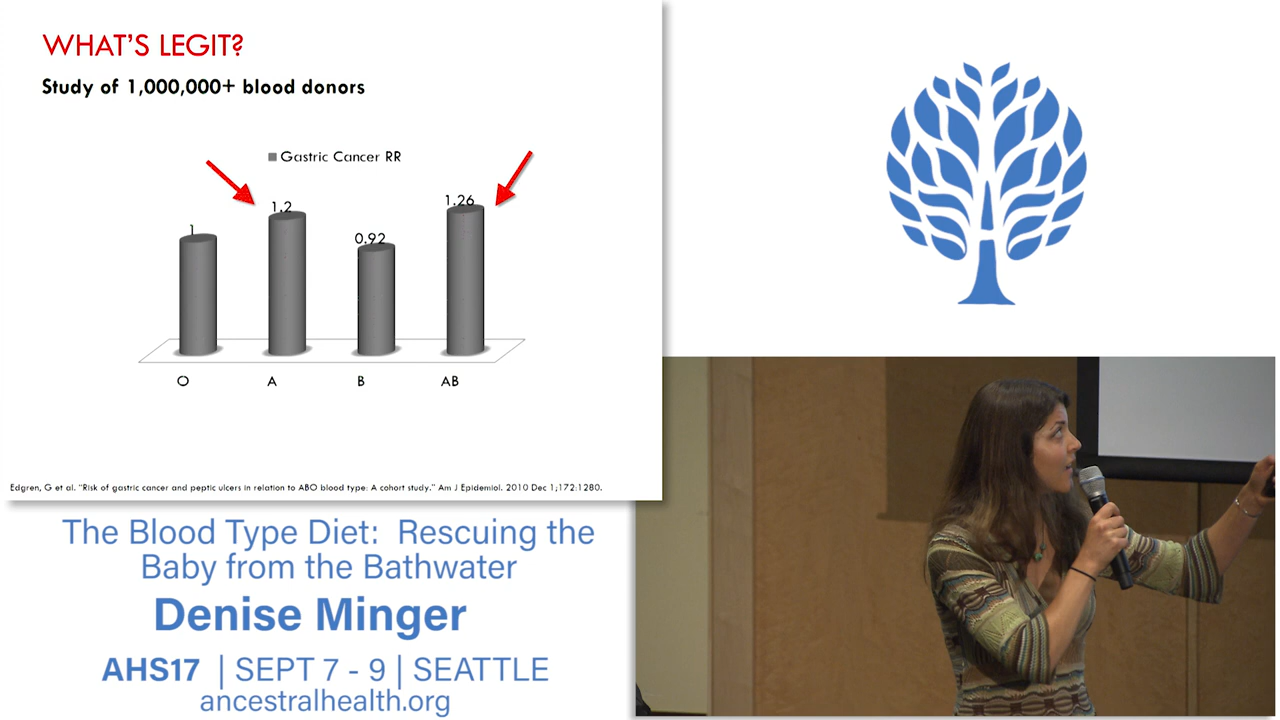 WHAT'S LEGIT?
Study of 1,000,000+ blood donors
Gastric Cancer RR
1
1.2
0.92
1.26
O
A
B
AB
Edgren, G et al. "Risk of gastric cancer and peptic ulcers in relation to ABO blood type: A cohort study." Am J Epidemiol. 2010 Dec 1;172:1280.
The Blood Type Diet: Rescuing the
Baby from the Bathwater
Denise Minger
AHS17 | SEPT 7 - 9 | SEATTLE
ancestralhealth.org